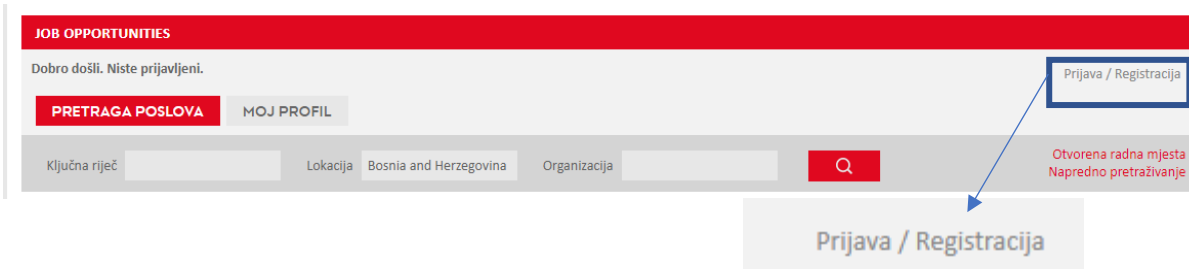 JOB OPPORTUNITIES
Dobro došli. Niste prijavljeni.
Prijava / Registracija
PRETRAGA POSLOVA MOJ PROFIL
Ključna riječ Lokacija Bosnia and Herzegovina Organizacija
Otvorena radna mjesta
Napredno pretraživanje
Prijava / Registracija